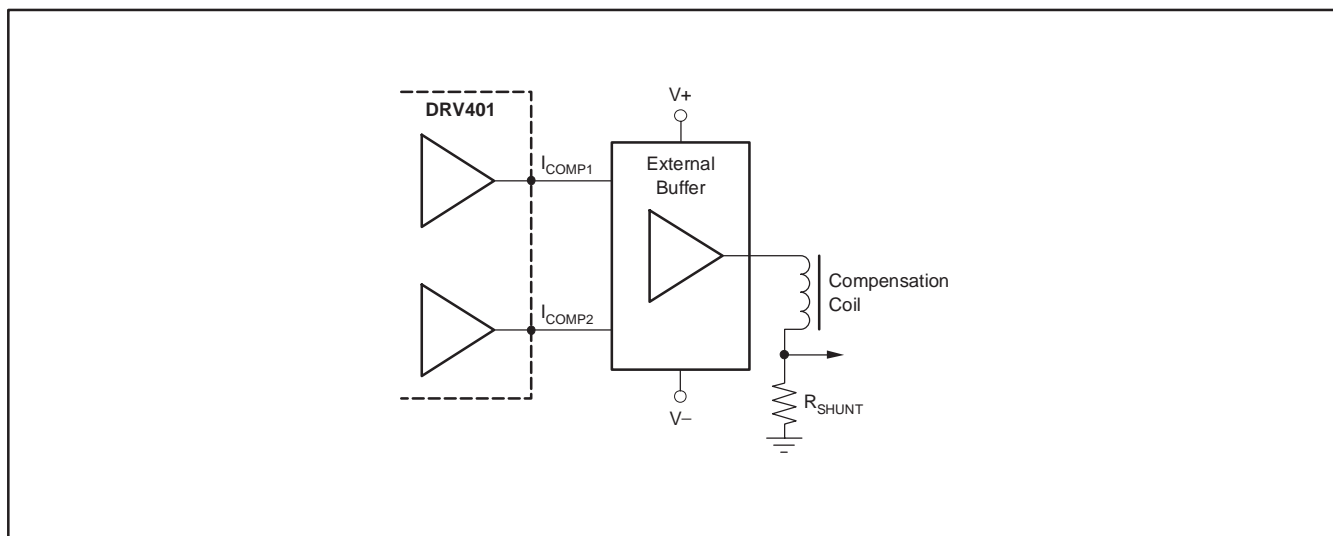 DRV401
V+
I_COMP1
External
Buffer
Compensation
Coil
I_COMP2
R_SHUNT
V−